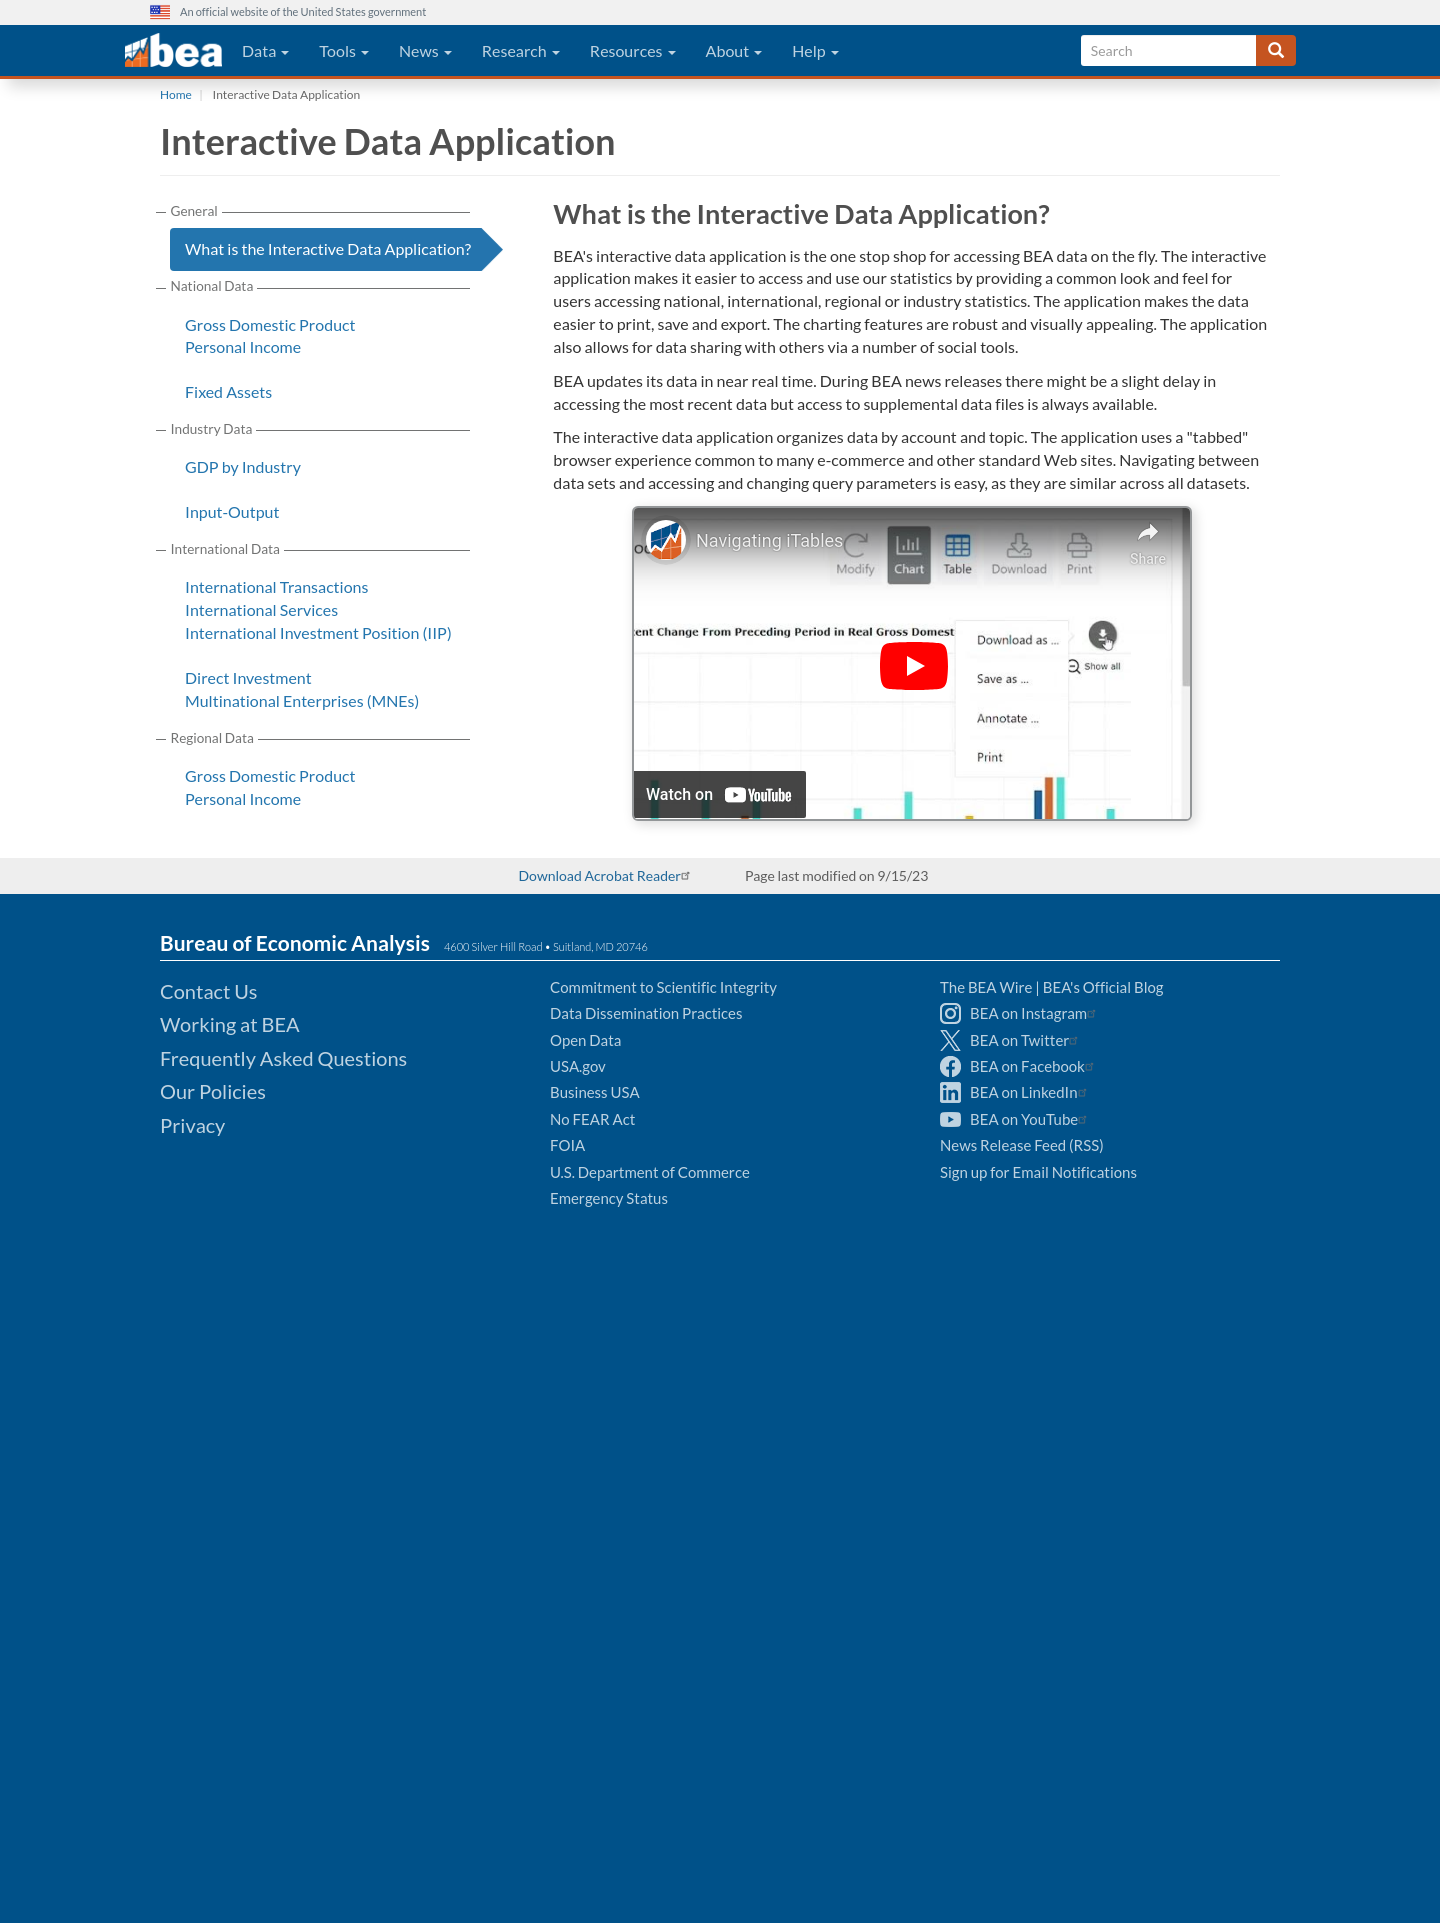 An official website of the United States government
bea
Data
Tools
News
Research
Resources
About
Help
Search
Home
Interactive Data Application
Interactive Data Application
General
What is the Interactive Data Application?
National Data
Gross Domestic Product
Personal Income
Fixed Assets
Industry Data
GDP by Industry
Input-Output
International Data
International Transactions
International Services
International Investment Position (IIP)
Direct Investment
Multinational Enterprises (MNEs)
Regional Data
Gross Domestic Product
Personal Income
What is the Interactive Data Application?
BEA's interactive data application is the one stop shop for accessing BEA data on the fly. The interactive
application makes it easier to access and use our statistics by providing a common look and feel for
users accessing national, international, regional or industry statistics. The application makes the data
easier to print, save and export. The charting features are robust and visually appealing. The application
also allows for data sharing with others via a number of social tools.
BEA updates its data in near real time. During BEA news releases there might be a slight delay in
accessing the most recent data but access to supplemental data files is always available.
The interactive data application organizes data by account and topic. The application uses a "tabbed"
browser experience common to many e-commerce and other standard Web sites. Navigating between
data sets and accessing and changing query parameters is easy, as they are similar across all datasets.
Navigating iTables
Share
Modify
Chart
Table
Download
Print
Change From Preceding Period in Real Gross
Download as ...
Show all
Save as ...
Annotate ...
Print
Watch on YouTube
Download Acrobat Reader
Page last modified on 9/15/23
Bureau of Economic Analysis
4600 Silver Hill Road • Suitland, MD 20746
Contact Us
Working at BEA
Frequently Asked Questions
Our Policies
Privacy
Commitment to Scientific Integrity
Data Dissemination Practices
Open Data
USA.gov
Business USA
No FEAR Act
FOIA
U.S. Department of Commerce
Emergency Status
The BEA Wire | BEA's Official Blog
BEA on Instagram
BEA on Twitter
BEA on Facebook
BEA on LinkedIn
BEA on YouTube
News Release Feed (RSS)
Sign up for Email Notifications